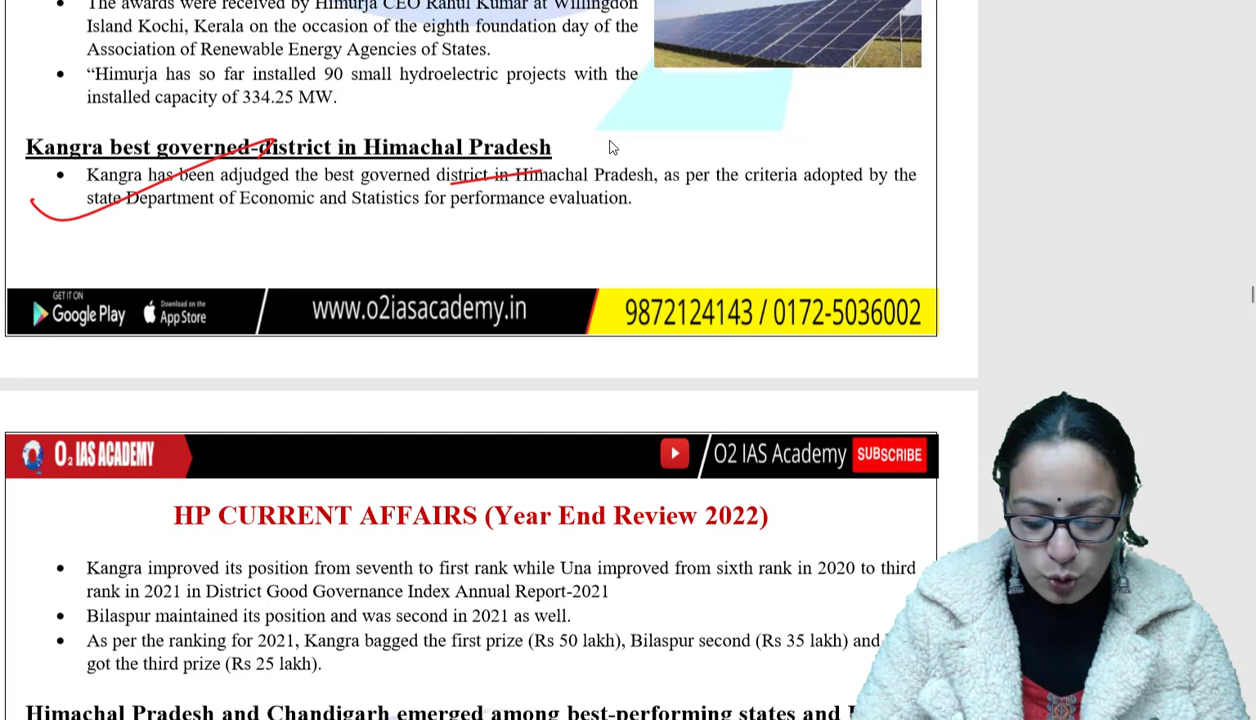 The awards were received by Himurja CEO Rahul Kumar at Willingdon
Island Kochi, Kerala on the occasion of the eighth foundation day of the
Association of Renewable Energy Agencies of States.
“Himurja has so far installed 90 small hydroelectric projects with the
installed capacity of 334.25 MW.
Kangra best governed-district in Himachal Pradesh
Kangra has been adjudged the best governed district in Himachal Pradesh, as per the criteria adopted by the
state Department of Economic and Statistics for performance evaluation.
GET IT ON
Google Play
Download on the
App Store
www.o2iasacademy.in
9872124143 / 0172-5036002
O2 IAS ACADEMY
O2 IAS Academy
SUBSCRIBE
HP CURRENT AFFAIRS (Year End Review 2022)
Kangra improved its position from seventh to first rank while Una improved from sixth rank in 2020 to third
rank in 2021 in District Good Governance Index Annual Report-2021
Bilaspur maintained its position and was second in 2021 as well.
As per the ranking for 2021, Kangra bagged the first prize (Rs 50 lakh), Bilaspur second (Rs 35 lakh) and
got the third prize (Rs 25 lakh).
Himachal Pradesh and Chandigarh emerged among best-performing states and